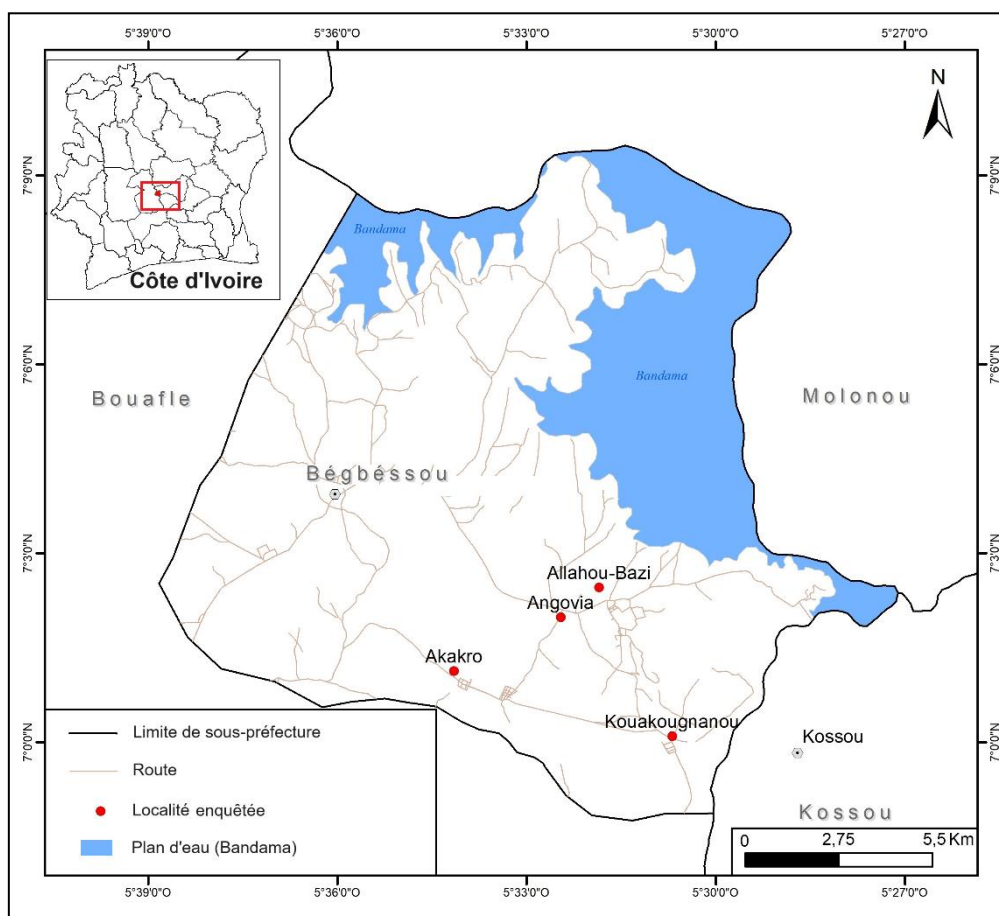 5°39'0"W
5°36'0"W
5°33'0"W
5°30'0"W
5°27'0"W
N
7°9'0"N
7°9'0"N
Côte d'Ivoire
Bandama
7°6'0"N
Bandama
7°6'0"N
Bouafle
Molonou
Bégbéssou
7°3'0"N
7°3'0"N
Allahou-Bazi
Angovia
Akakro
Kouakougnanou
7°0'0"N
Kossou
7°0'0"N
Limite de sous-préfecture
Route
Localité enquêtée
Plan d'eau (Bandama)
Kossou
0 2,75 5,5 Km
5°39'0"W
5°36'0"W
5°33'0"W
5°30'0"W
5°27'0"W